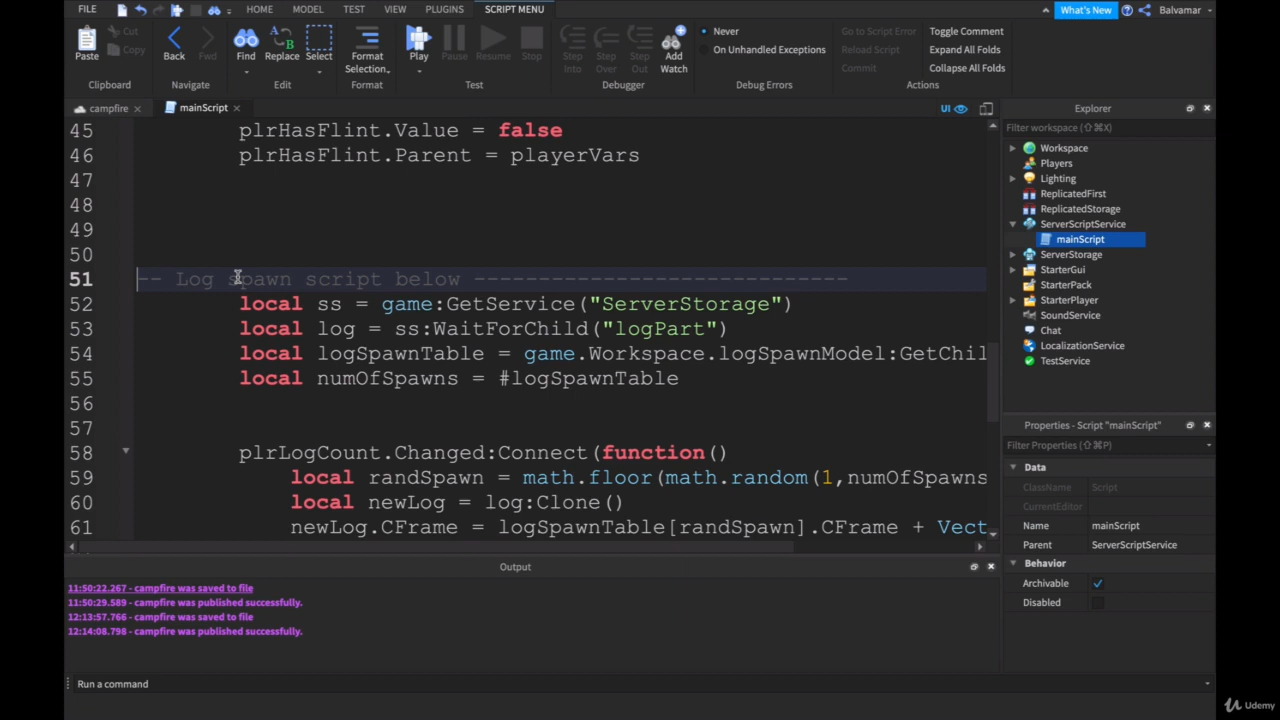 FILE HOME MODEL TEST VIEW PLUGINS SCRIPT MENU What's New Balvamar
Paste Cut Copy Back Fwd Find Replace Select Format Selection Play Pause Resume Stop Step Into Step Over Step Out Add Watch
Never
On Unhandled Exceptions
Go to Script Error
Reload Script
Commit
Toggle Comment
Expand All Folds
Collapse All Folds
Clipboard Navigate Edit Format Test Debugger Debug Errors Actions
campfire mainScript UI
45 plrHasFlint.Value = false
46 plrHasFlint.Parent = playerVars
47
48
49
50
51 -- Log spawn script below -----------------------------
52 local ss = game:GetService("ServerStorage")
53 local log = ss:WaitForChild("logPart")
54 local logSpawnTable = game.Workspace.logSpawnModel:GetChil
55 local numOfSpawns = #logSpawnTable
56
57
58 plrLogCount.Changed:Connect(function()
59 local randSpawn = math.floor(math.random(1,numOfSpawns
60 local newLog = log:Clone()
61 newLog.CFrame = logSpawnTable[randSpawn].CFrame + Vect
Explorer
Filter workspace (⇧⌘X)
Workspace
Players
Lighting
ReplicatedFirst
ReplicatedStorage
ServerScriptService
mainScript
ServerStorage
StarterGui
StarterPack
StarterPlayer
SoundService
Chat
LocalizationService
TestService
Properties - Script "mainScript"
Filter Properties (⇧⌘P)
Data
ClassName Script
CurrentEditor
Name mainScript
Parent ServerScriptService
Behavior
Archivable
Disabled
Output
11:50:22.267 - campfire was saved to file
11:50:29.589 - campfire was published successfully.
12:13:57.766 - campfire was saved to file
12:14:08.798 - campfire was published successfully.
Run a command
Udemy